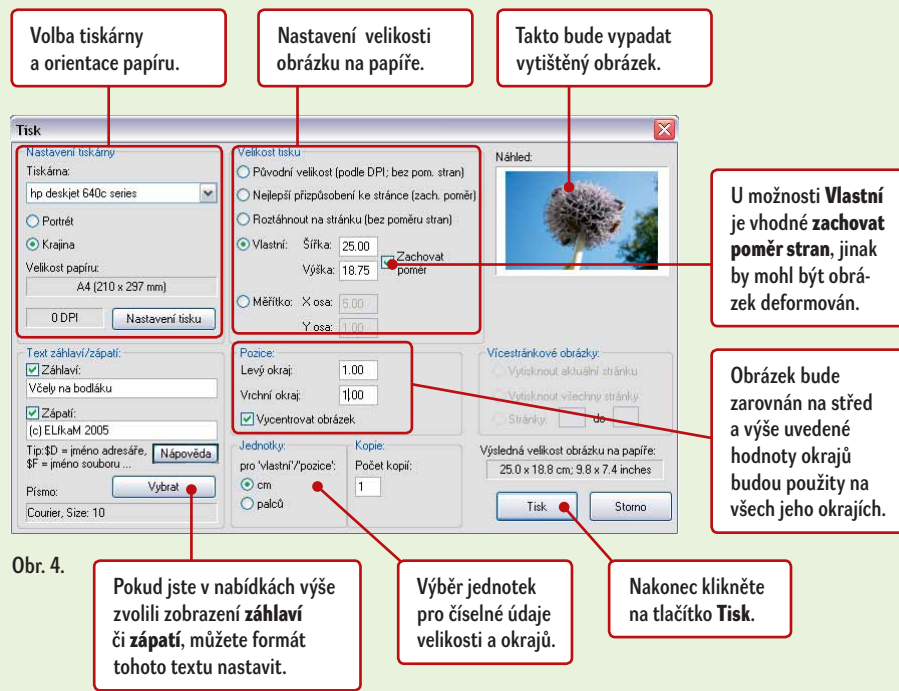 Volba tiskárny
a orientace papíru.
Nastavení velikosti
obrázku na papíře.
Takto bude vypadat
vytištěný obrázek.
Tisk
Nastavení tiskárny
Tiskárna:
hp deskjet 640c series
Portrét
Krajina
Velikost papíru:
A4 (210 x 297 mm)
0 DPI
Nastavení tisku
Velikost tisku
Původní velikost (podle DPI; bez pom. stran)
Nejlepší přizpůsobení ke stránce (zach. poměr)
Roztáhnout na stránku (bez poměru stran)
Vlastní: Šířka: 25.00
Výška: 18.75
Zachovat
poměr
Měřítko: X osa: 5.00
Y osa: 1.00
Náhled:
U možnosti Vlastní
je vhodné zachovat
poměr stran, jinak
by mohl být obrá-
zek deformován.
Text záhlaví/zápatí:
Záhlaví:
Včely na bodláku
Zápatí:
(c) ELfkaM 2005
Tip:$D = jméno adresáře,
$F = jméno souboru ...
Nápověda
Písmo:
Vybrat
Courier, Size: 10
Pozice:
Levý okraj: 1.00
Vrchní okraj: 1.00
Vycentrovat obrázek
Jednotky:
pro 'vlastní'/'pozice':
cm
palců
Kopie:
Počet kopií:
1
Vícestránkové obrázky:
Vytisknout aktuální stránku
Vytisknout všechny stránky
Stránky: do
Výsledná velikost obrázku na papíře:
25.0 x 18.8 cm; 9.8 x 7.4 inches
Tisk
Storno
Obrázek bude
zarovnán na střed
a výše uvedené
hodnoty okrajů
budou použity na
všech jeho okrajích.
Obr. 4.
Pokud jste v nabídkách výše
zvolili zobrazení záhlaví
či zápatí, můžete formát
tohoto textu nastavit.
Výběr jednotek
pro číselné údaje
velikosti a okrajů.
Nakonec klikněte
na tlačítko Tisk.